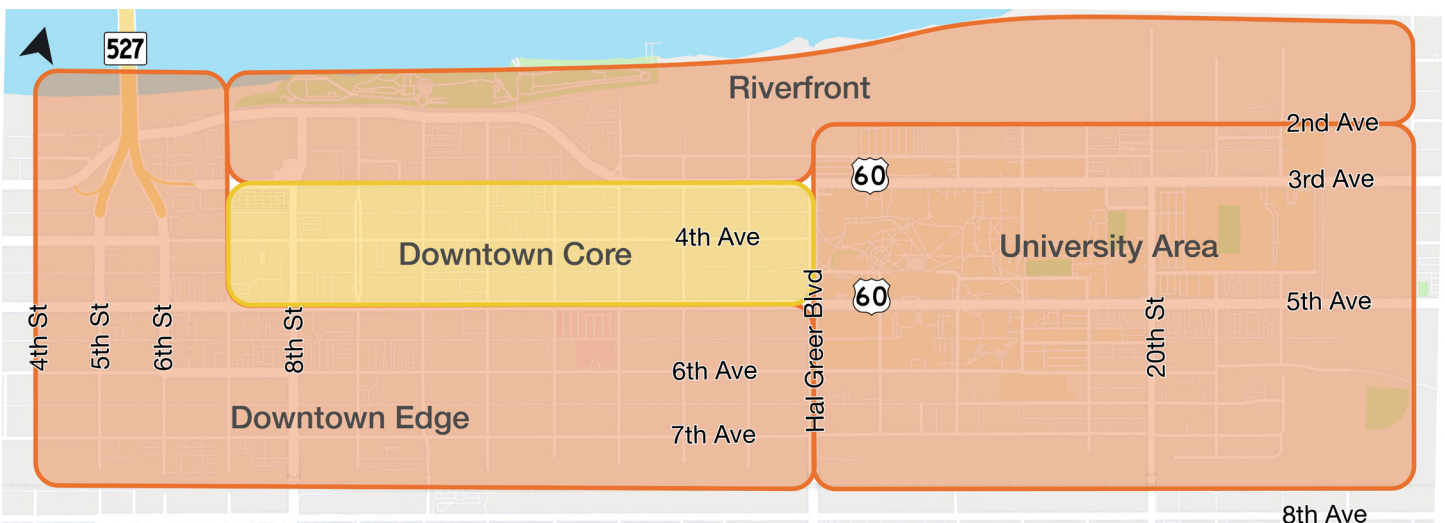 527
Riverfront
2nd Ave
60
3rd Ave
4th Ave
Downtown Core
University Area
60
5th Ave
4th St
5th St
6th St
8th St
Hal Greer Blvd
20th St
6th Ave
Downtown Edge
7th Ave
8th Ave